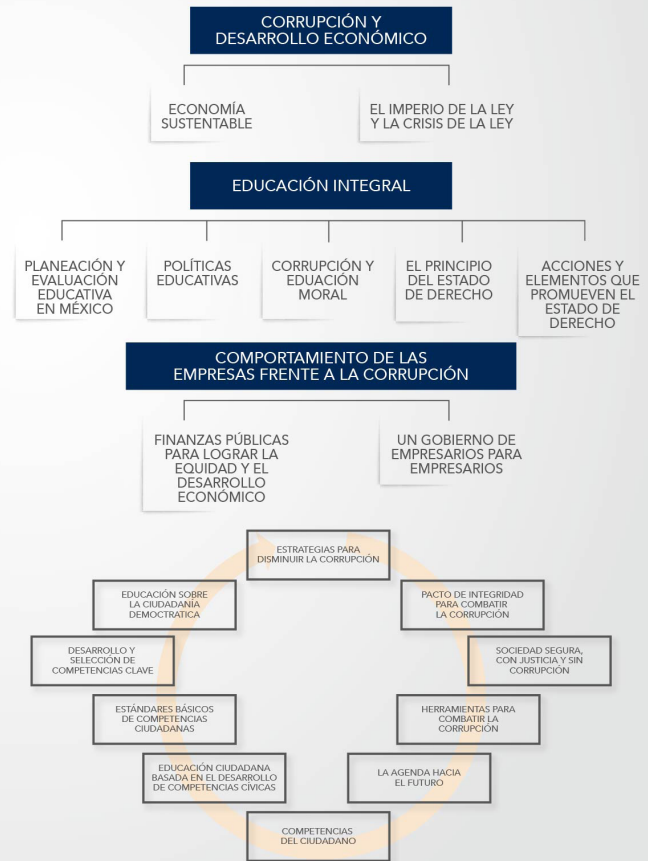 CORRUPCIÓN Y
DESARROLLO ECONÓMICO
ECONOMÍA
SUSTENTABLE
EL IMPERIO DE LA LEY
Y LA CRISIS DE LA LEY
EDUCACIÓN INTEGRAL
PLANEACIÓN Y
EVALUACIÓN
EDUCATIVA
EN MÉXICO
POLÍTICAS
EDUCATIVAS
CORRUPCIÓN Y
EDUACIÓN
MORAL
EL PRINCIPIO
DEL ESTADO
DE DERECHO
ACCIONES Y
ELEMENTOS QUE
PROMUEVEN EL
ESTADO DE
DERECHO
COMPORTAMIENTO DE LAS
EMPRESAS FRENTE A LA CORRUPCIÓN
FINANZAS PÚBLICAS
PARA LOGRAR LA
EQUIDAD Y EL
DESARROLLO
ECONÓMICO
UN GOBIERNO DE
EMPRESARIOS PARA
EMPRESARIOS
ESTRATEGIAS PARA
DISMINUIR LA CORRUPCIÓN
EDUCACIÓN SOBRE
LA CIUDADANÍA
DEMOCTRATICA
PACTO DE INTEGRIDAD
PARA COMBATIR
LA CORRUPCIÓN
DESARROLLO Y
SELECCIÓN DE
COMPETENCIAS CLAVE
SOCIEDAD SEGURA,
CON JUSTICIA Y SIN
CORRUPCIÓN
ESTÁNDARES BÁSICOS
DE COMPETENCIAS
CIUDADANAS
HERRAMIENTAS PARA
COMBATIR LA
CORRUPCIÓN
EDUCACIÓN CIUDADANA
BASADA EN EL DESARROLLO
DE COMPETENCIAS CÍVICAS
LA AGENDA HACIA
EL FUTURO
COMPETENCIAS
DEL CIUDADANO